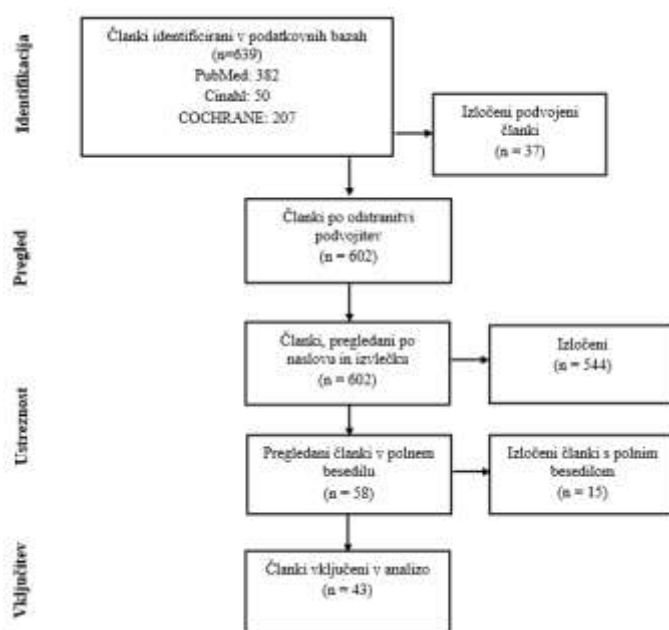 Identifikacija
Članki identificirani v podatkovnih bazah
(n=639)
PubMed: 382
Cinahl: 50
COCHRANE: 207
Izločeni podvojeni
članki
(n = 37)
Pregled
Članki po odstranitvi
podvojitev
(n = 602)
Ustreznost
Članki, pregledani po
naslovu in izvlečku
(n = 602)
Izločeni
(n = 544)
Pregledani članki v polnem
besedilu
(n = 58)
Izločeni članki s polnim
besedilom
(n = 15)
Vključitev
Članki vključeni v analizo
(n = 43)